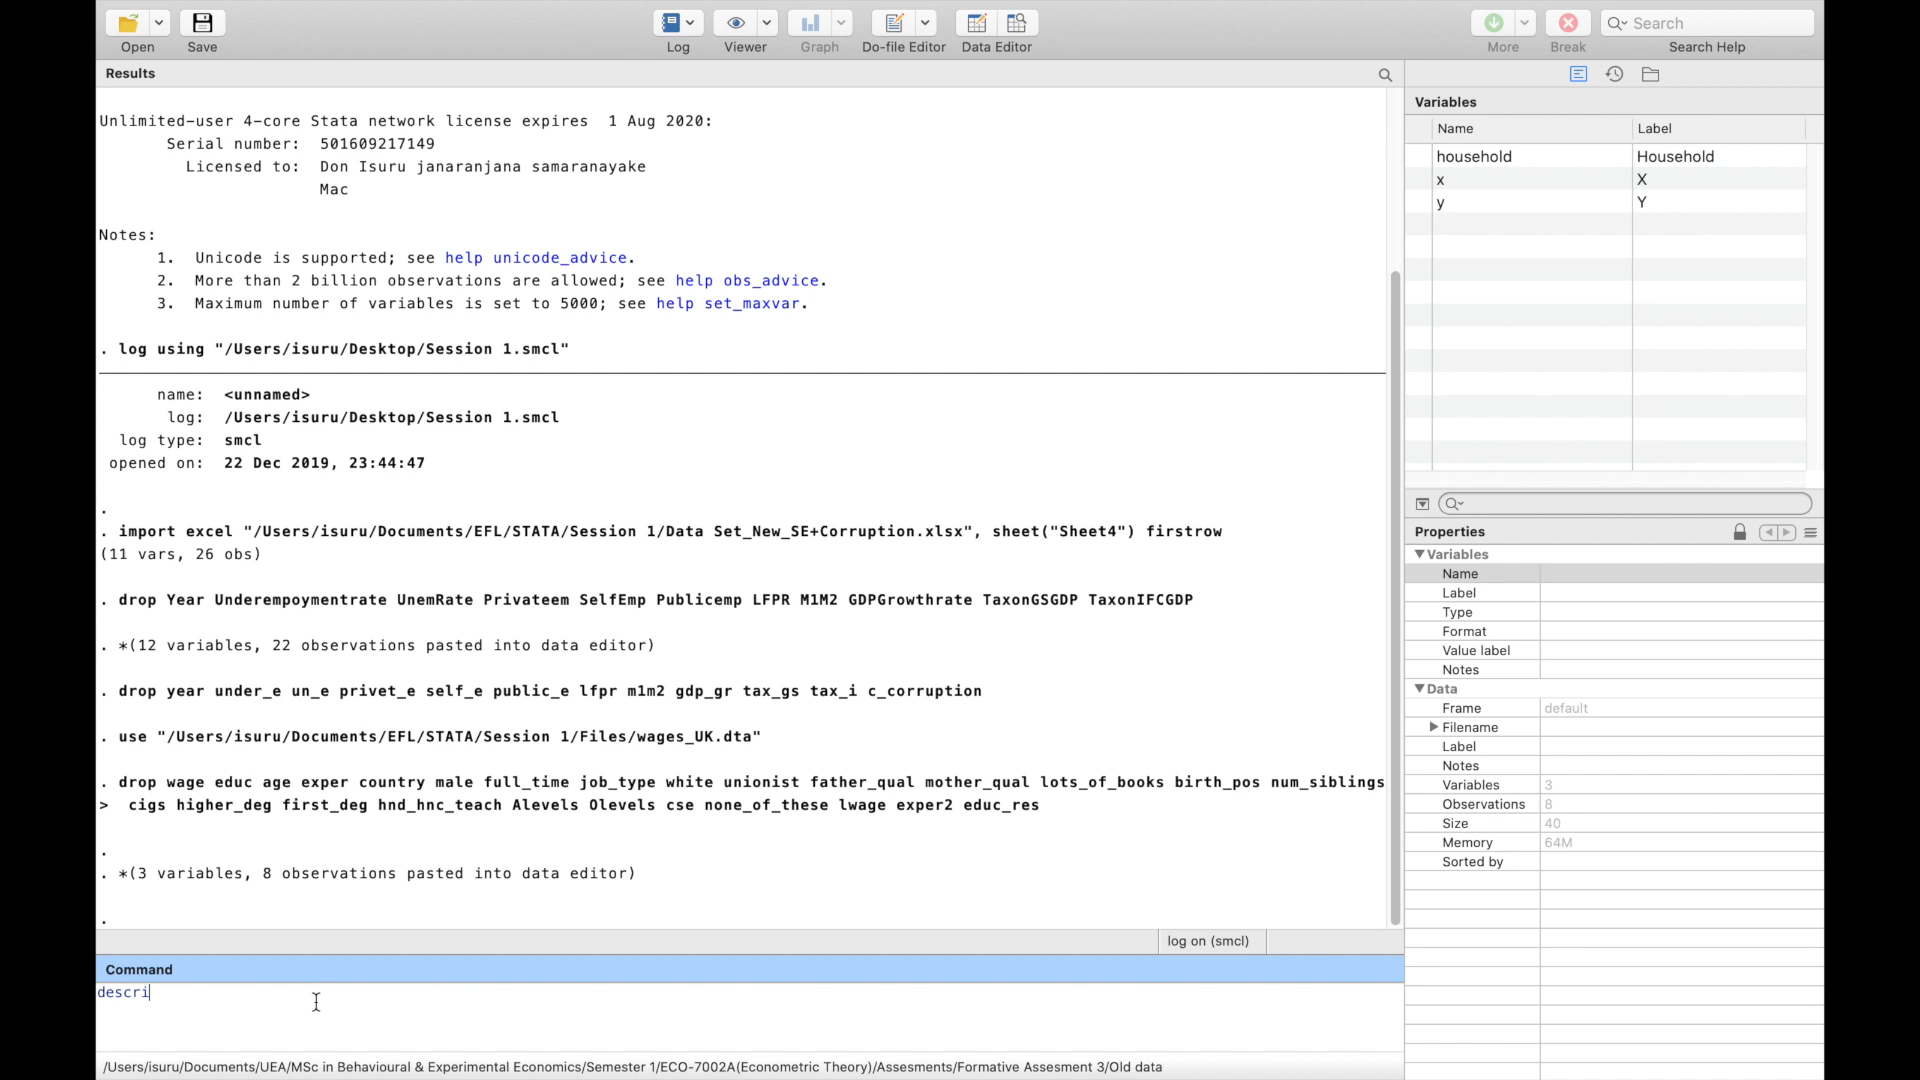 Open
Save
Log
Viewer
Graph
Do-file Editor
Data Editor
More
Break
Search
Search Help
Results
Unlimited-user 4-core Stata network license expires  1 Aug 2020:
Serial number:  501609217149
Licensed to:  Don Isuru janaranjana samaranayake
Mac
Notes:
1.  Unicode is supported; see help unicode_advice.
2.  More than 2 billion observations are allowed; see help obs_advice.
3.  Maximum number of variables is set to 5000; see help set_maxvar.
. log using "/Users/isuru/Desktop/Session 1.smcl"
name:  <unnamed>
log:  /Users/isuru/Desktop/Session 1.smcl
log type:  smcl
opened on:  22 Dec 2019, 23:44:47
.
. import excel "/Users/isuru/Documents/EFL/STATA/Session 1/Data Set_New_SE+Corruption.xlsx", sheet("Sheet4") firstrow
(11 vars, 26 obs)
. drop Year Underempoymentrate UnemRate Privateem SelfEmp Publicemp LFPR M1M2 GDPGrowthrate TaxonGSGDP TaxonIFCGDP
. *(12 variables, 22 observations pasted into data editor)
. drop year under_e un_e privet_e self_e public_e lfpr m1m2 gdp_gr tax_gs tax_i c_corruption
. use "/Users/isuru/Documents/EFL/STATA/Session 1/Files/wages_UK.dta"
. drop wage educ age exper country male full_time job_type white unionist father_qual mother_qual lots_of_books birth_pos num_siblings
>  cigs higher_deg first_deg hnd_hnc_teach Alevels Olevels cse none_of_these lwage exper2 educ_res
.
. *(3 variables, 8 observations pasted into data editor)
.
log on (smcl)
Command
descri
/Users/isuru/Documents/UEA/MSc in Behavioural & Experimental Economics/Semester 1/ECO-7002A(Econometric Theory)/Assesments/Formative Assesment 3/Old data
Variables
Name Label
household Household
x X
y Y
Properties
Variables
Name
Label
Type
Format
Value label
Notes
Data
Frame default
Filename
Label
Notes
Variables 3
Observations 8
Size 40
Memory 64M
Sorted by